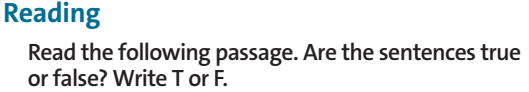 Reading
Read the following passage. Are the sentences true
or false? Write T or F.